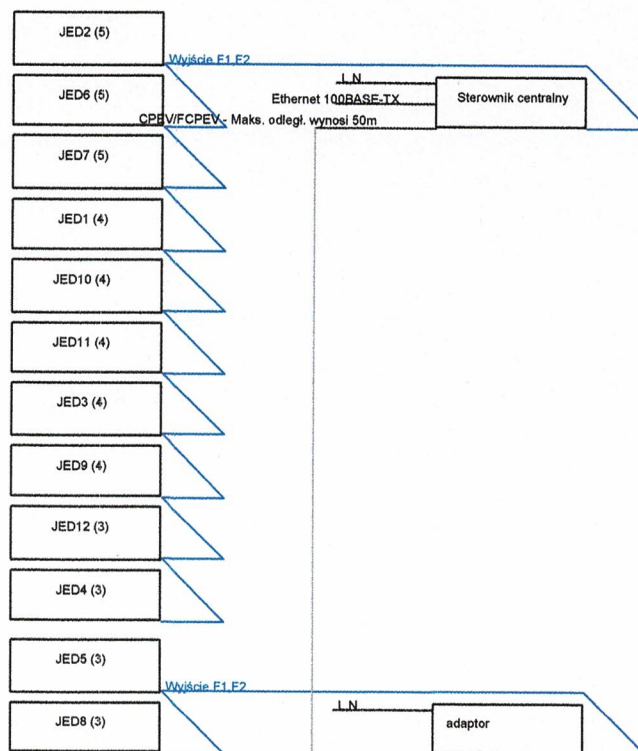 JED2 (5)
Wyjście F1,F2
L,N
JED6 (5)
Ethernet 100BASE-TX
Sterownik centralny
CPEV/FCPEV - Maks. odległ. wynosi 50m
JED7 (5)
JED1 (4)
JED10 (4)
JED11 (4)
JED3 (4)
JED9 (4)
JED12 (3)
JED4 (3)
JED5 (3)
Wyjście F1,F2
L,N
JED8 (3)
adaptor